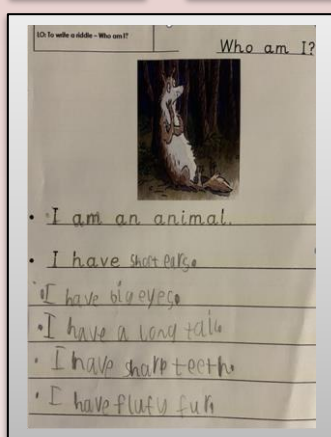 LO: To write a riddle – Who am I?
Who am I?
• I am an animal.
• I have short ears.
• I have big eyes.
• I have a long tail.
• I have sharp teeth.
• I have flufy fur.